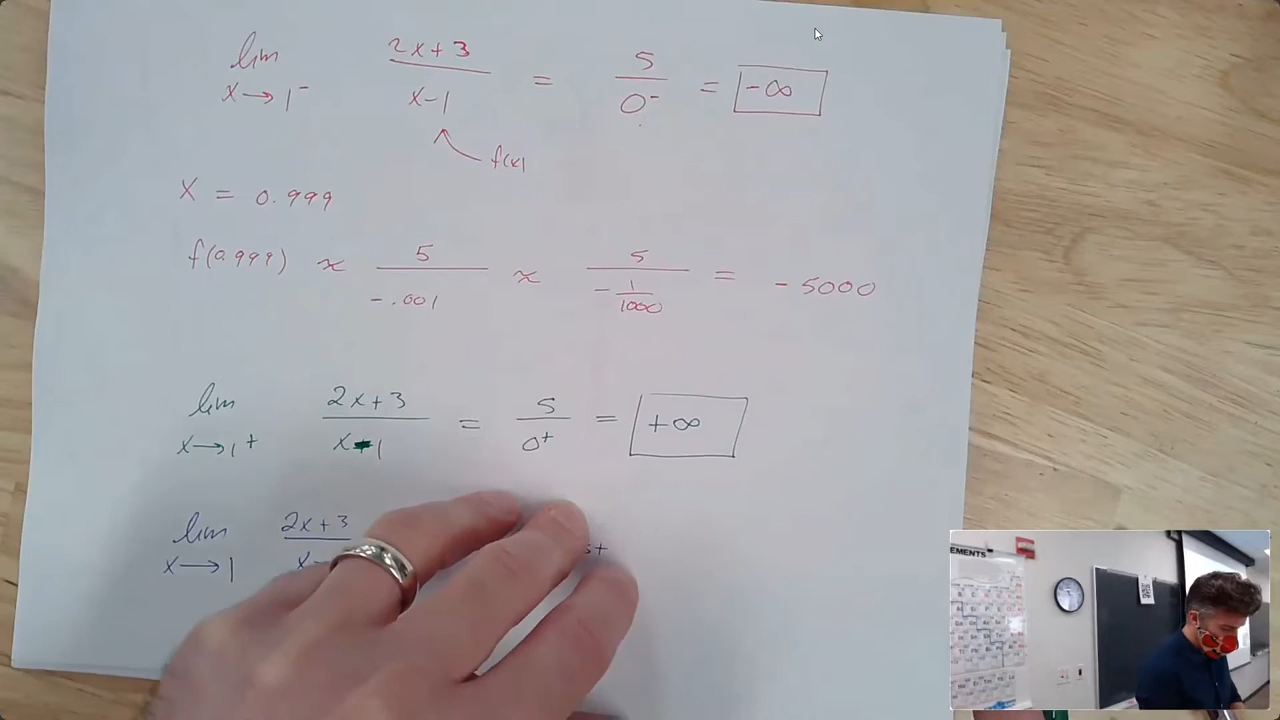 lim x→1⁻ (2x+3)/(x-1) = 5/0⁻ = -∞
f(x)
x = 0.999
f(0.999) ≈ 5/(-.001) ≈ 5/(-1/1000) = -5000
lim x→1⁺ (2x+3)/(x-1) = 5/0⁺ = +∞
lim x→1 2x+3
EMENTS